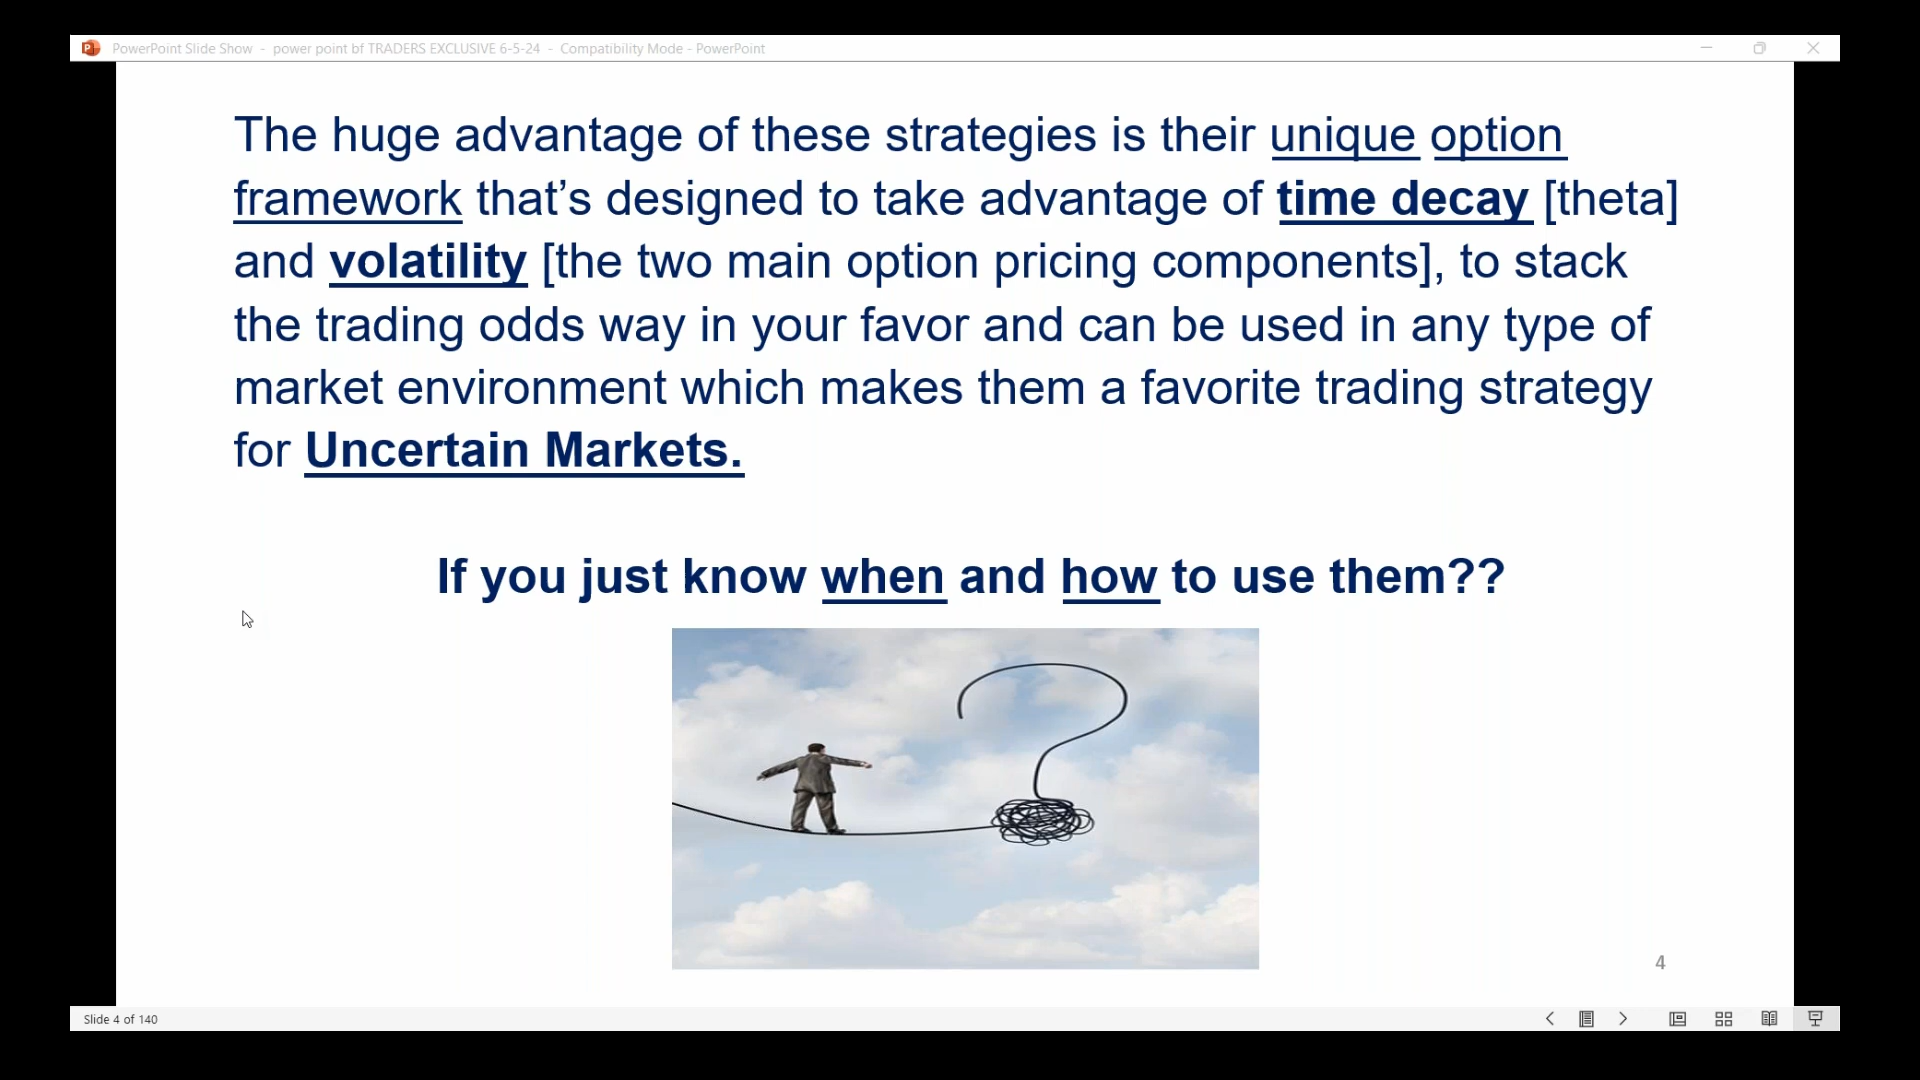 PowerPoint Slide Show - power point bf TRADERS EXCLUSIVE 6-5-24 - Compatibility Mode - PowerPoint
The huge advantage of these strategies is their unique option
framework that’s designed to take advantage of time decay [theta]
and volatility [the two main option pricing components], to stack
the trading odds way in your favor and can be used in any type of
market environment which makes them a favorite trading strategy
for Uncertain Markets.
If you just know when and how to use them??
4
Slide 4 of 140